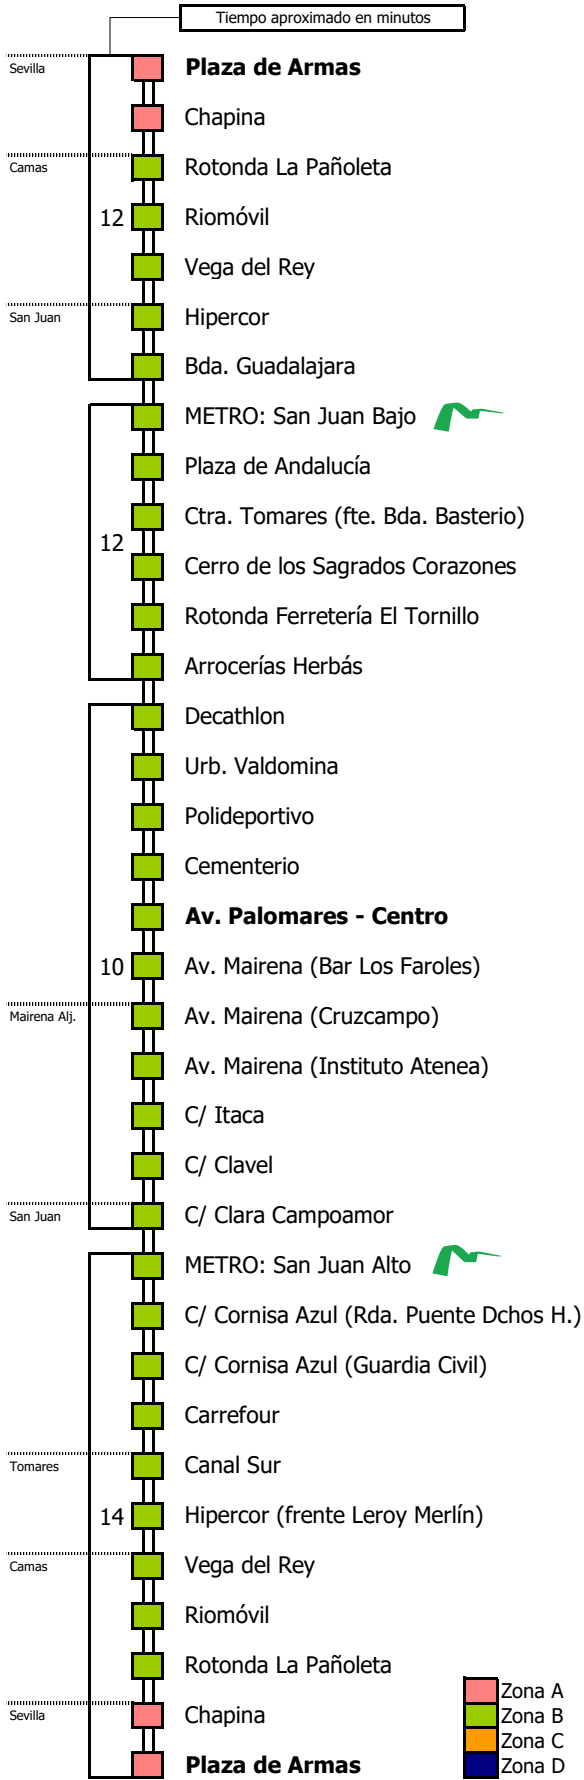 Tiempo aproximado en minutos
Sevilla
Plaza de Armas
Chapina
Camas
Rotonda La Pañoleta
12
Riomóvil
Vega del Rey
San Juan
Hipercor
Bda. Guadalajara
METRO: San Juan Bajo
Plaza de Andalucía
Ctra. Tomares (fte. Bda. Basterio)
12
Cerro de los Sagrados Corazones
Rotonda Ferretería El Tornillo
Arrocerías Herbás
Decathlon
Urb. Valdomina
Polideportivo
Cementerio
Av. Palomares - Centro
10
Av. Mairena (Bar Los Faroles)
Mairena Alj.
Av. Mairena (Cruzcampo)
Av. Mairena (Instituto Atenea)
C/ Itaca
C/ Clavel
San Juan
C/ Clara Campoamor
METRO: San Juan Alto
C/ Cornisa Azul (Rda. Puente Dchos H.)
C/ Cornisa Azul (Guardia Civil)
Carrefour
Tomares
Canal Sur
14
Hipercor (frente Leroy Merlín)
Camas
Vega del Rey
Riomóvil
Rotonda La Pañoleta
Sevilla
Chapina
Plaza de Armas
Zona A
Zona B
Zona C
Zona D